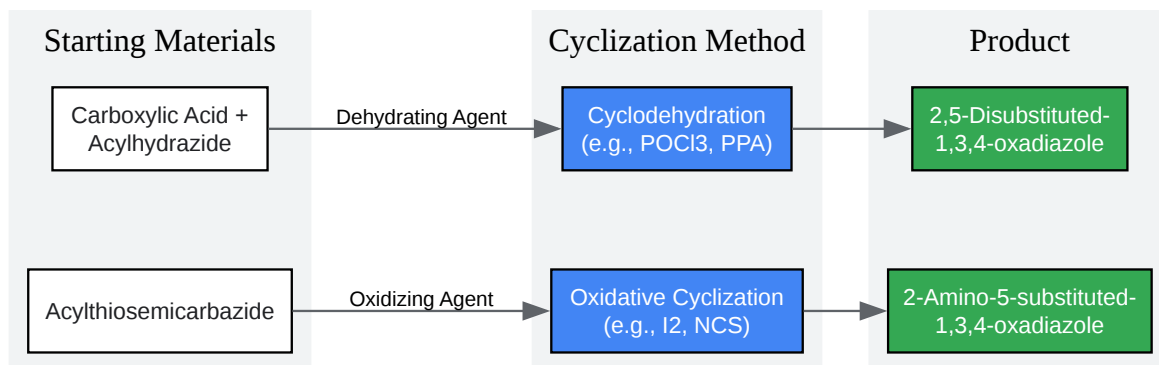 Starting Materials
Cyclization Method
Product
Carboxylic Acid +
Acylhydrazide
Dehydrating Agent
Cyclodehydration
(e.g., POCl3, PPA)
2,5-Disubstituted-
1,3,4-oxadiazole
Acylthiosemicarbazide
Oxidizing Agent
Oxidative Cyclization
(e.g., I2, NCS)
2-Amino-5-substituted-
1,3,4-oxadiazole